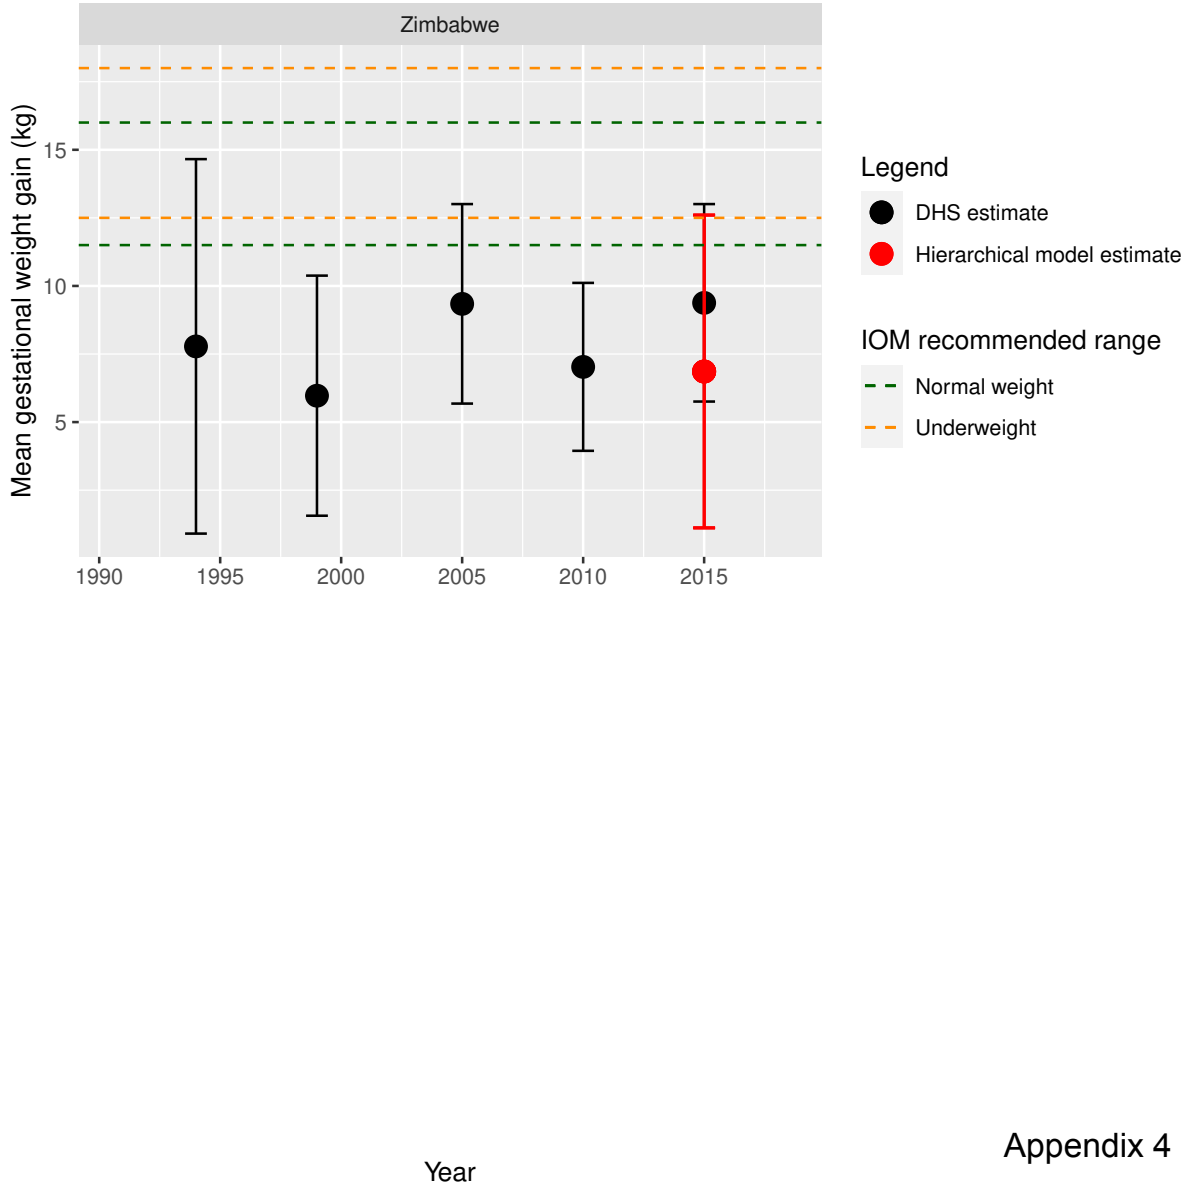 Zimbabwe
Mean gestational weight gain (kg)
15
10
5
1990 1995 2000 2005 2010 2015
Legend
DHS estimate
Hierarchical model estimate
IOM recommended range
Normal weight
Underweight
Year
Appendix 4